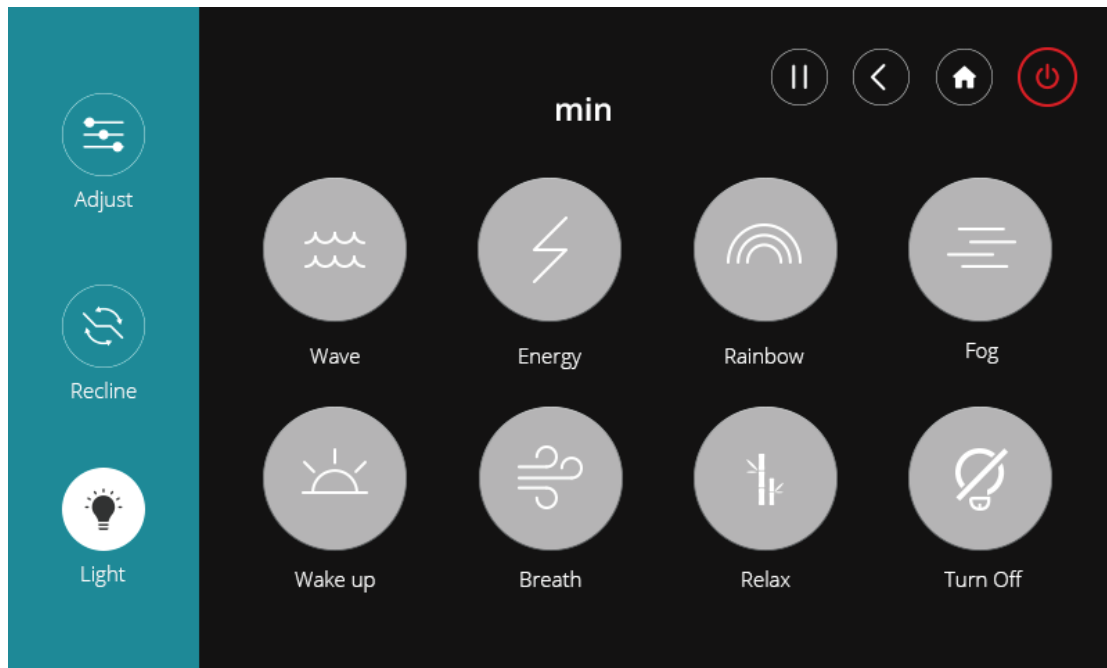 min
Adjust
Recline
Light
Wave
Energy
Rainbow
Fog
Wake up
Breath
Relax
Turn Off